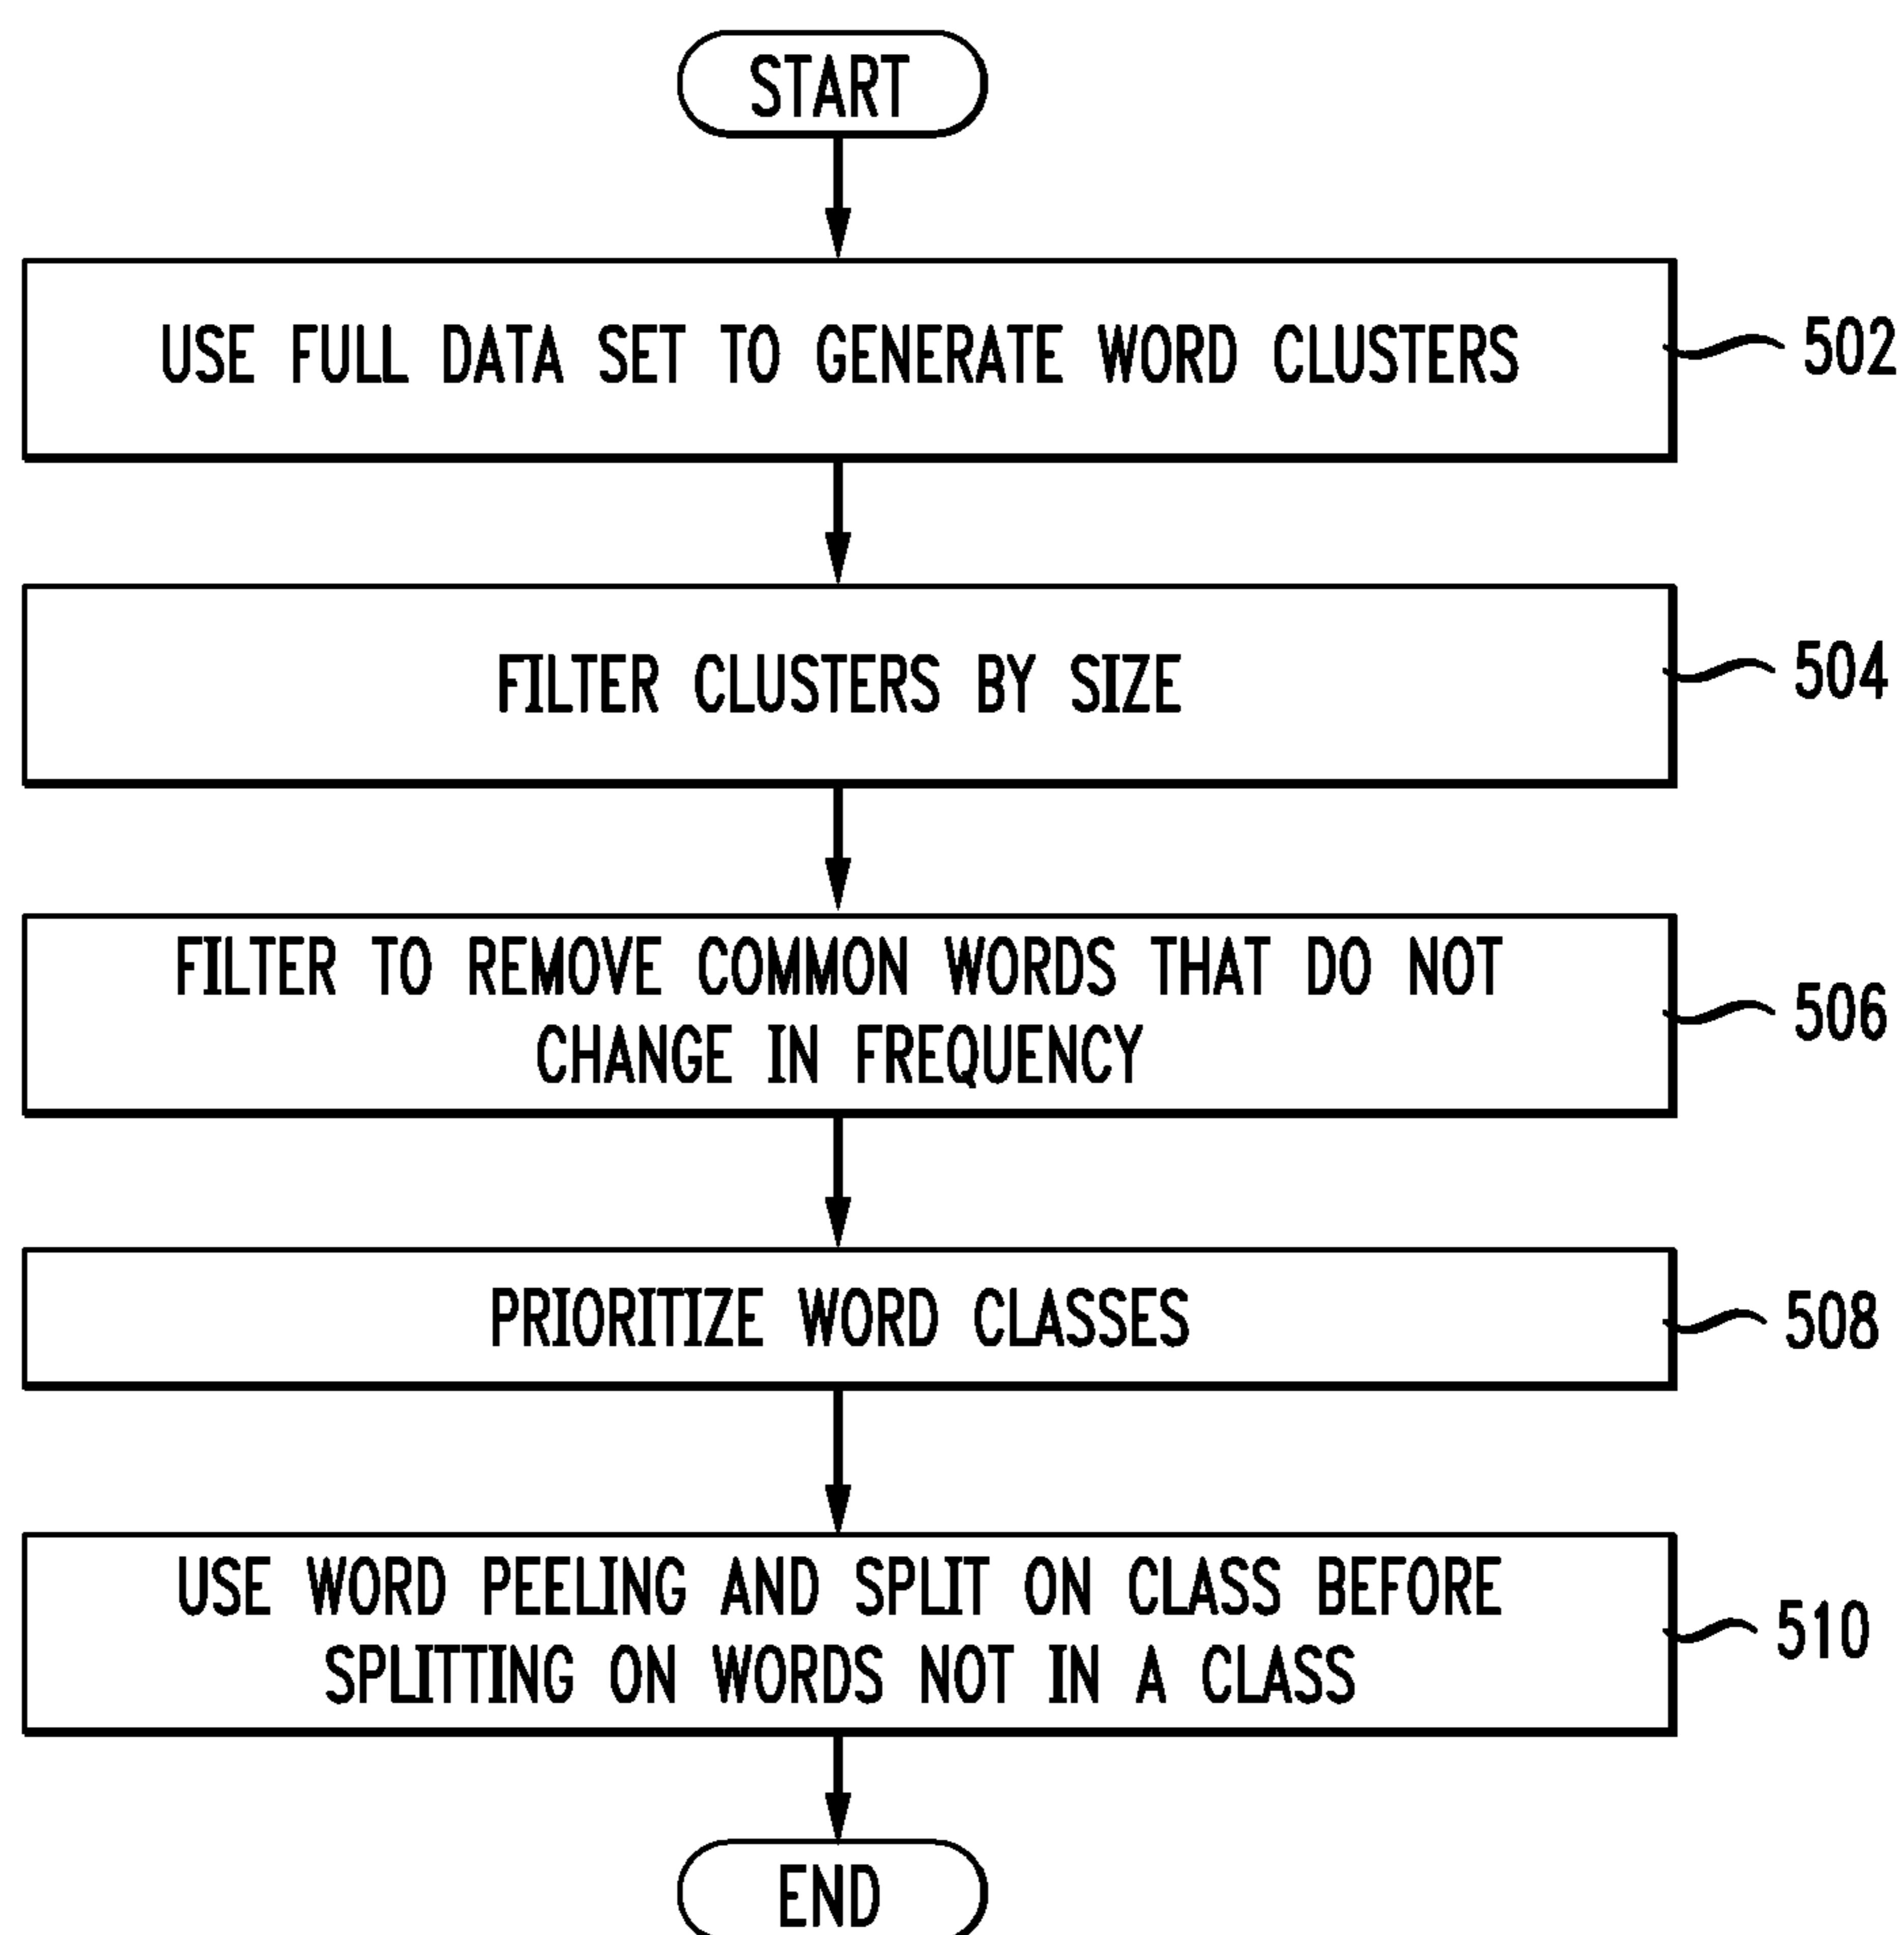 START
USE FULL DATA SET TO GENERATE WORD CLUSTERS
502
FILTER CLUSTERS BY SIZE
504
FILTER TO REMOVE COMMON WORDS THAT DO NOT
CHANGE IN FREQUENCY
506
PRIORITIZE WORD CLASSES
508
USE WORD PEELING AND SPLIT ON CLASS BEFORE
SPLITTING ON WORDS NOT IN A CLASS
510
END